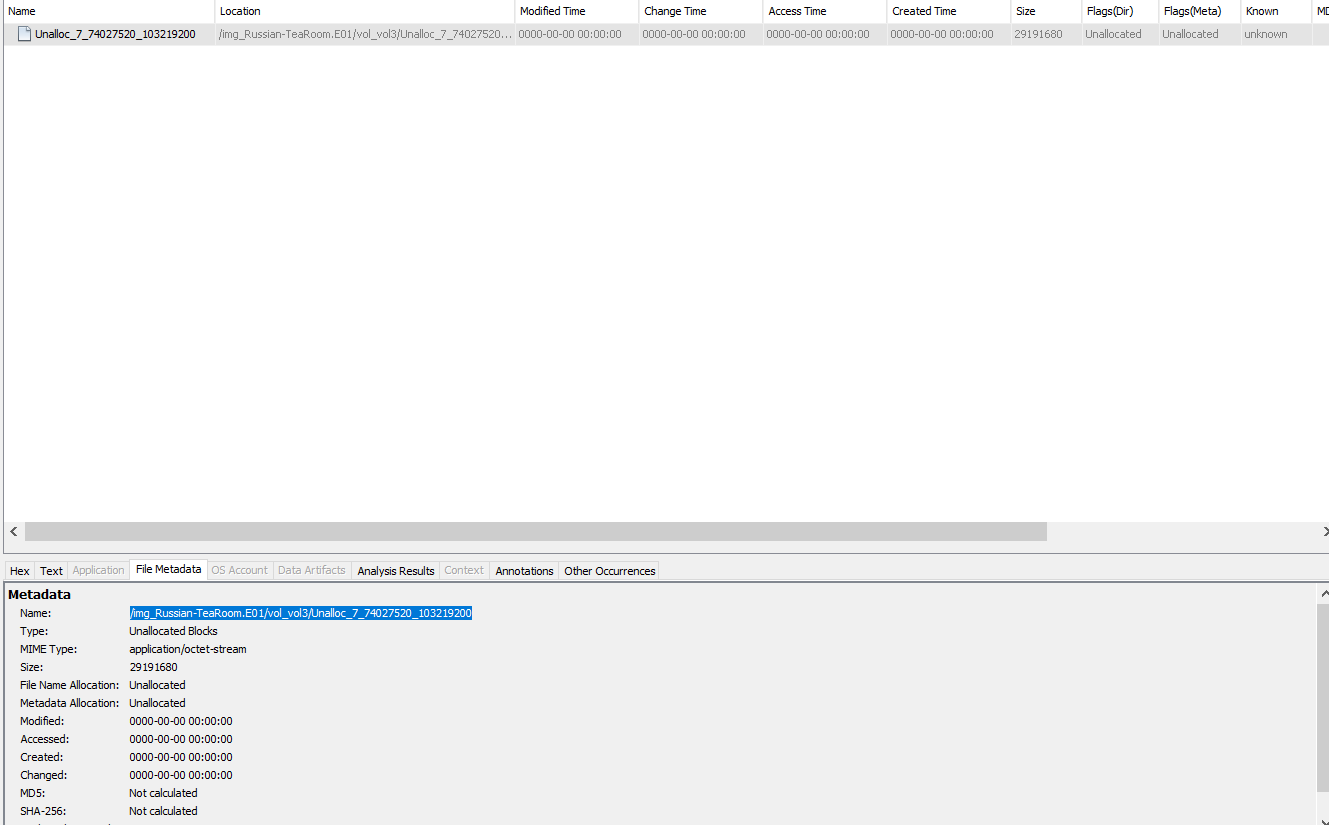 Name Location Modified Time Change Time Access Time Created Time Size Flags(Dir) Flags(Meta) Known MD
Unalloc_7_74027520_103219200 /img_Russian-TeaRoom.E01/vol_vol3/Unalloc_7_74027520... 0000-00-00 00:00:00 0000-00-00 00:00:00 0000-00-00 00:00:00 0000-00-00 00:00:00 29191680 Unallocated Unallocated unknown
Hex Text Application File Metadata OS Account Data Artifacts Analysis Results Context Annotations Other Occurrences
Metadata
Name: /img_Russian-TeaRoom.E01/vol_vol3/Unalloc_7_74027520_103219200
Type: Unallocated Blocks
MIME Type: application/octet-stream
Size: 29191680
File Name Allocation: Unallocated
Metadata Allocation: Unallocated
Modified: 0000-00-00 00:00:00
Accessed: 0000-00-00 00:00:00
Created: 0000-00-00 00:00:00
Changed: 0000-00-00 00:00:00
MD5: Not calculated
SHA-256: Not calculated